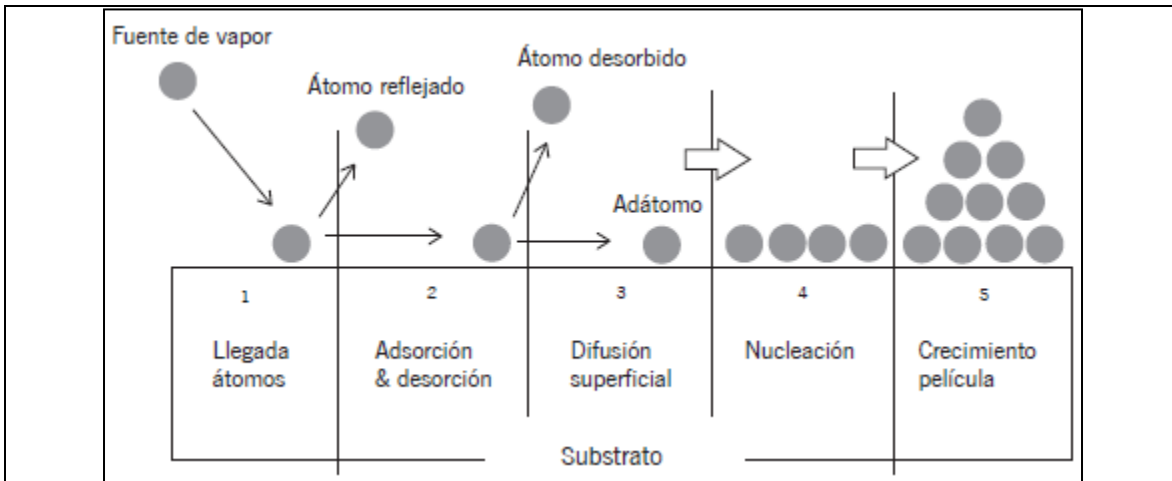 Fuente de vapor
Átomo reflejado
Átomo desorbido
Adátomo
1
2
3
4
5
Llegada
átomos
Adsorción
& desorción
Difusión
superficial
Nucleación
Crecimiento
película
Substrato